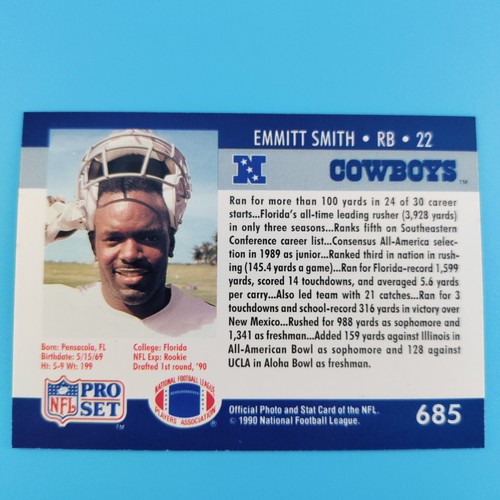 EMMITT SMITH • RB • 22
N
COWBOYS™
Ran for more than 100 yards in 24 of 30 career
starts...Florida's all-time leading rusher (3,928 yards)
in only three seasons...Ranks fifth on Southeastern
Conference career list...Consensus All-America selec-
tion in 1989 as junior...Ranked third in nation in rush-
ing (145.4 yards a game)...Ran for Florida-record 1,599
yards, scored 14 touchdowns, and averaged 5.6 yards
per carry...Also led team with 21 catches...Ran for 3
touchdowns and school-record 316 yards in victory over
New Mexico...Rushed for 988 yards as sophomore and
1,341 as freshman...Added 159 yards against Illinois in
All-American Bowl as sophomore and 128 against
UCLA in Aloha Bowl as freshman.
Born: Pensacola, FL
Birthdate: 5/15/69
Ht: 5-9 Wt: 199
College: Florida
NFL Exp: Rookie
Drafted 1st round, '90
NFL
PRO
SET
™
NATIONAL FOOTBALL LEAGUE
PLAYERS ASSOCIATION
Official Photo and Stat Card of the NFL.
© 1990 National Football League.
685